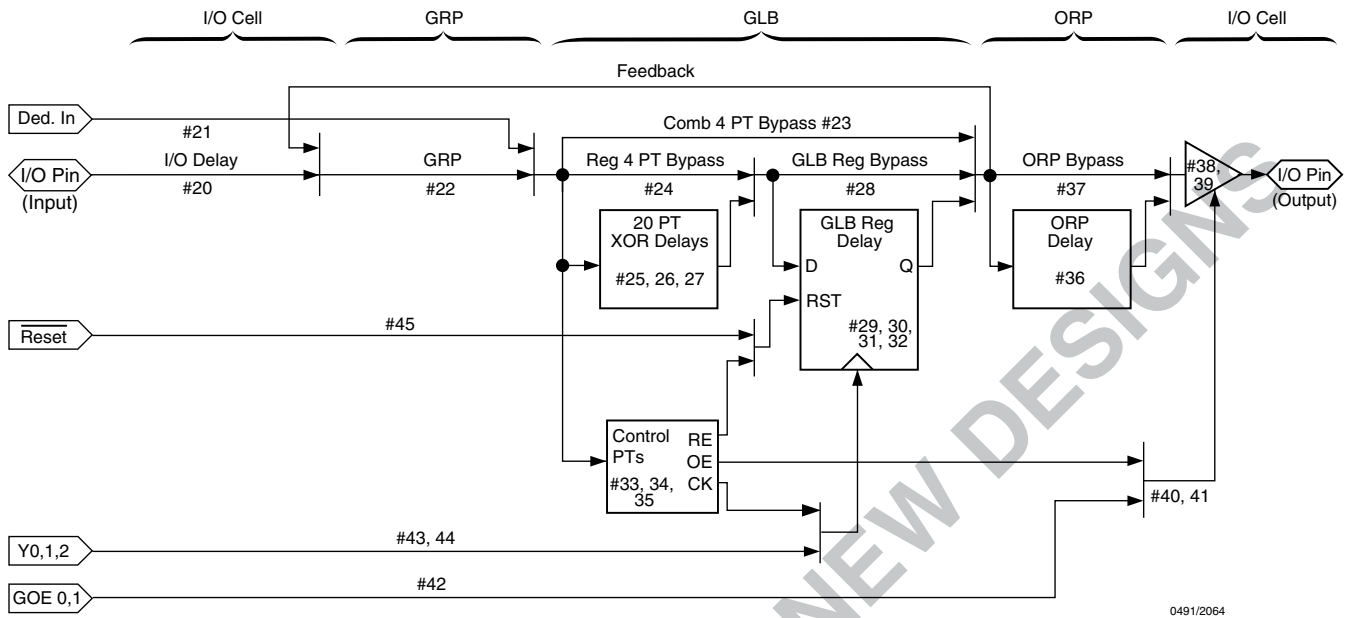 I/O Cell
GRP
GLB
ORP
I/O Cell
Feedback
Ded. In
#21
Comb 4 PT Bypass #23
I/O Pin
(Input)
I/O Delay
#20
GRP
#22
Reg 4 PT Bypass
#24
GLB Reg Bypass
#28
ORP Bypass
#37
#38,
39
I/O Pin
(Output)
20 PT
XOR Delays
#25, 26, 27
GLB Reg
Delay
D
Q
RST
#29, 30,
31, 32
ORP
Delay
#36
Reset
#45
Control
PTs
#33, 34,
35
RE
OE
CK
#40, 41
Y0,1,2
#43, 44
GOE 0,1
#42
NEW DESIGNS
0491/2064